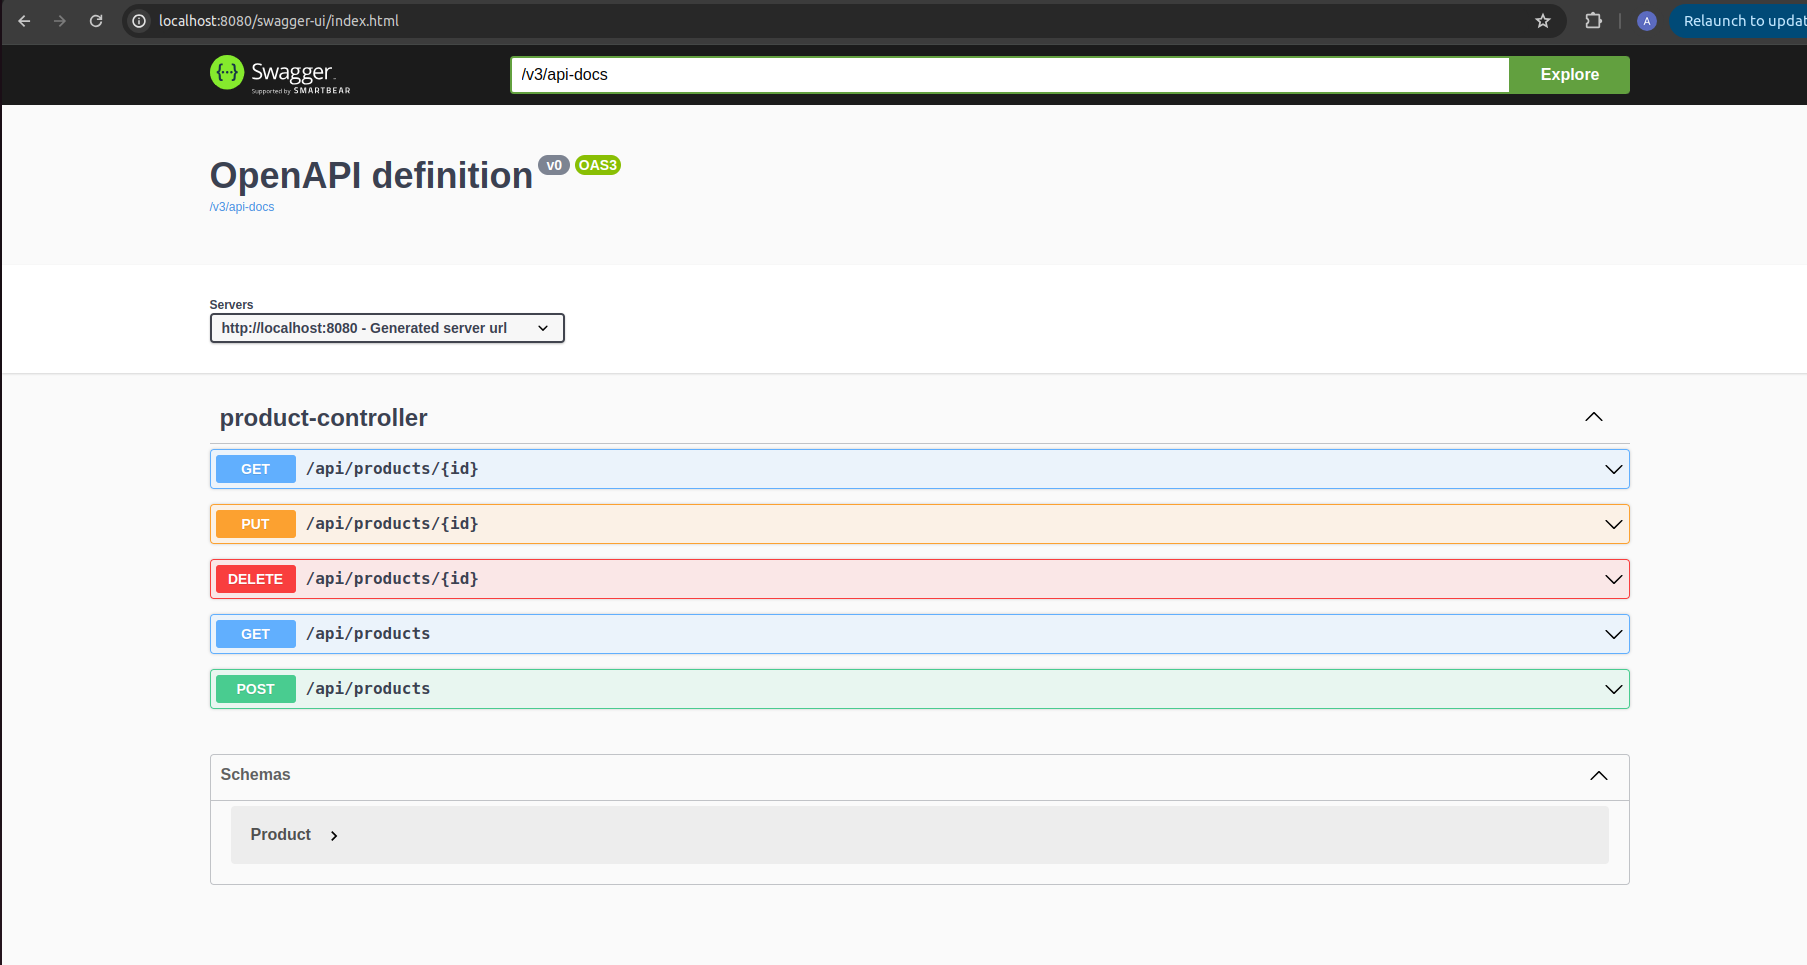 localhost:8080/swagger-ui/index.html
A
Relaunch to updat
{...} Swagger
Supported by SMARTBEAR
/v3/api-docs
Explore
OpenAPI definition v0 OAS3
/v3/api-docs
Servers
http://localhost:8080 - Generated server url
product-controller
GET /api/products/{id}
PUT /api/products/{id}
DELETE /api/products/{id}
GET /api/products
POST /api/products
Schemas
Product